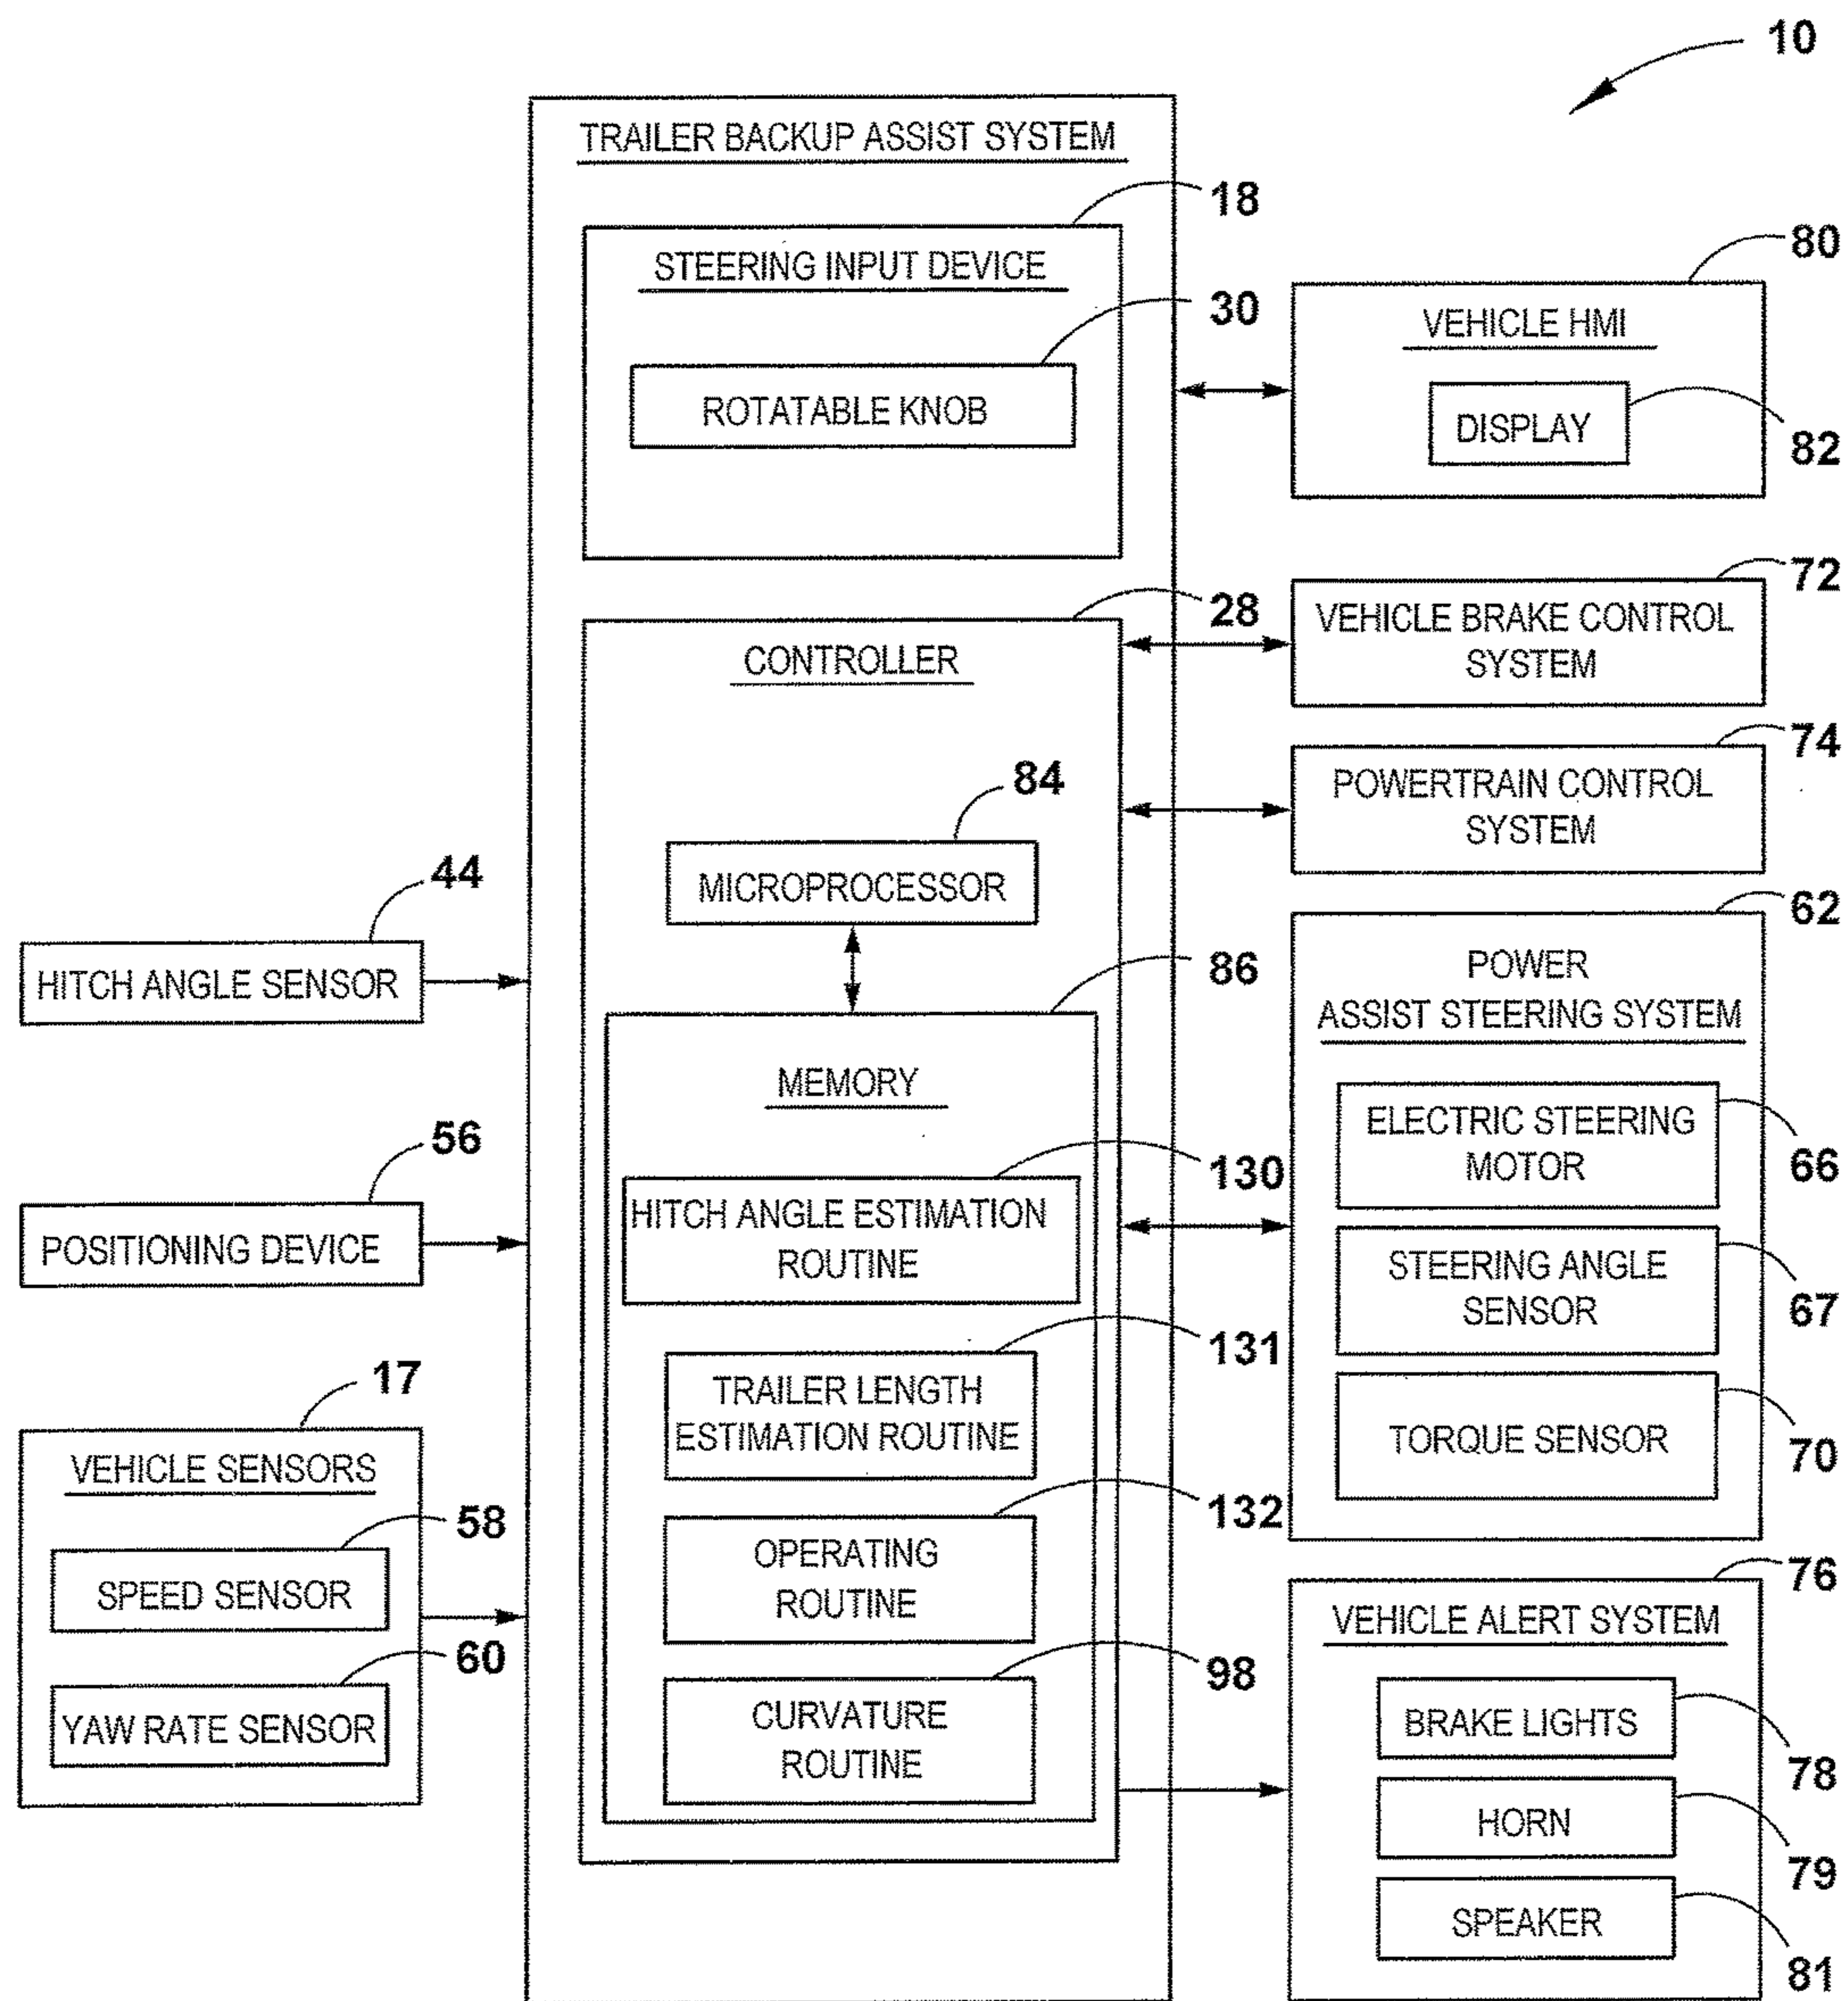 10
TRAILER BACKUP ASSIST SYSTEM
18
STEERING INPUT DEVICE
30
ROTATABLE KNOB
80
VEHICLE HMI
DISPLAY
82
28
CONTROLLER
84
MICROPROCESSOR
86
MEMORY
130
HITCH ANGLE ESTIMATION
ROUTINE
131
TRAILER LENGTH
ESTIMATION ROUTINE
132
OPERATING
ROUTINE
98
CURVATURE
ROUTINE
44
HITCH ANGLE SENSOR
56
POSITIONING DEVICE
17
VEHICLE SENSORS
58
SPEED SENSOR
60
YAW RATE SENSOR
72
VEHICLE BRAKE CONTROL
SYSTEM
74
POWERTRAIN CONTROL
SYSTEM
62
POWER
ASSIST STEERING SYSTEM
ELECTRIC STEERING
MOTOR
66
STEERING ANGLE
SENSOR
67
TORQUE SENSOR
70
76
VEHICLE ALERT SYSTEM
BRAKE LIGHTS
78
HORN
79
SPEAKER
81